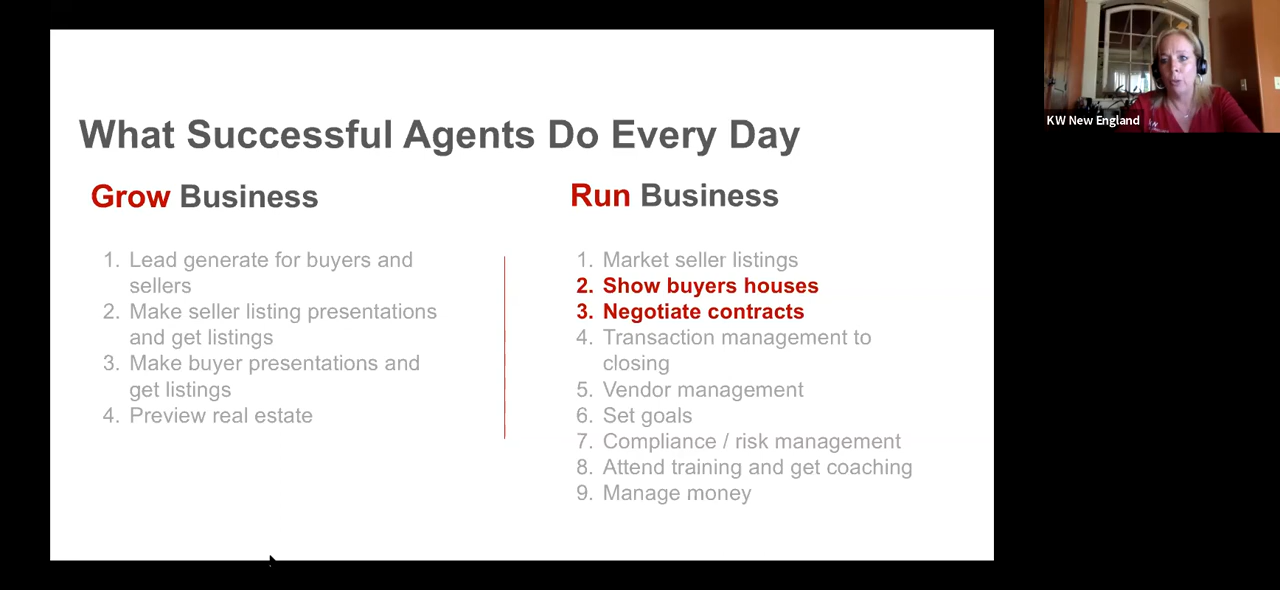 What Successful Agents Do Every Day
Grow Business
1. Lead generate for buyers and
sellers
2. Make seller listing presentations
and get listings
3. Make buyer presentations and
get listings
4. Preview real estate
Run Business
1. Market seller listings
2. Show buyers houses
3. Negotiate contracts
4. Transaction management to
closing
5. Vendor management
6. Set goals
7. Compliance / risk management
8. Attend training and get coaching
9. Manage money
KW New England